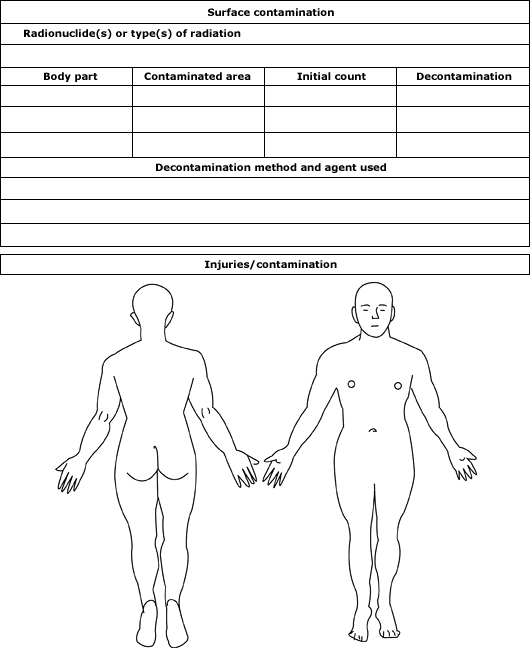 Surface contamination
Radionuclide(s) or type(s) of radiation
Body part Contaminated area Initial count Decontamination
Decontamination method and agent used
Injuries/contamination